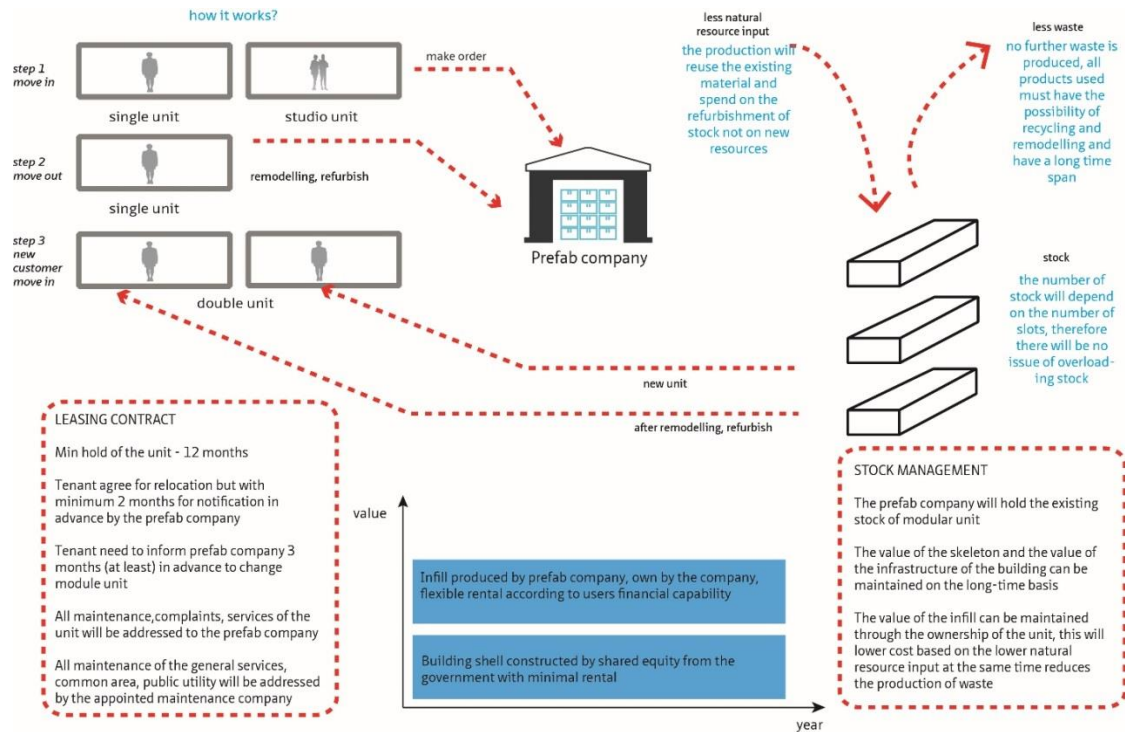 how it works?
step 1
move in
single unit
studio unit
make order
step 2
move out
single unit
remodelling, refurbish
step 3
new
customer
move in
double unit
Prefab company
less natural
resource input
the production will
reuse the existing
material and
spend on the
refurbishment of
stock not on new
resources
less waste
no further waste is
produced, all
products used
must have the
possibility of
recycling and
remodelling and
have a long time
span
stock
the number of
stock will depend
on the number of
slots, therefore
there will be no
issue of overload-
ing stock
new unit
after remodelling, refurbish
LEASING CONTRACT
Min hold of the unit - 12 months
Tenant agree for relocation but with
minimum 2 months for notification in
advance by the prefab company
Tenant need to inform prefab company 3
months (at least) in advance to change
module unit
All maintenance,complaints, services of the
unit will be addressed to the prefab company
All maintenance of the general services,
common area, public utility will be addressed
by the appointed maintenance company
value
Infill produced by prefab company, own by the company,
flexible rental according to users financial capability
Building shell constructed by shared equity from the
government with minimal rental
year
STOCK MANAGEMENT
The prefab company will hold the existing
stock of modular unit
The value of the skeleton and the value of
the infrastructure of the building can be
maintained on the long-time basis
The value of the infill can be maintained
through the ownership of the unit, this will
lower cost based on the lower natural
resource input at the same time reduces
the production of waste